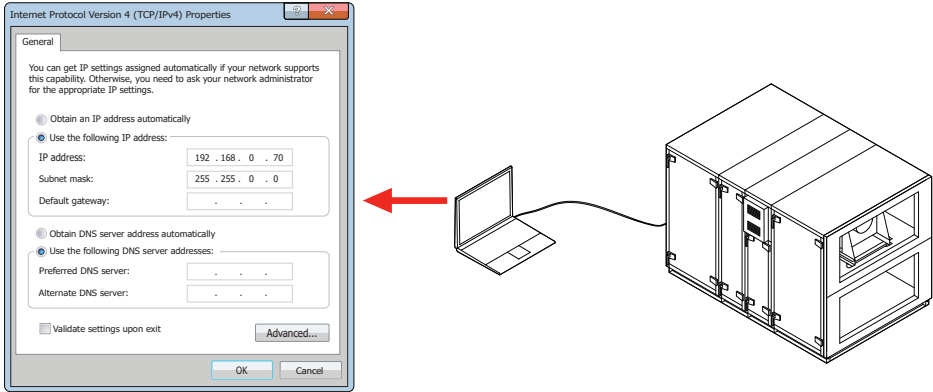 Internet Protocol Version 4 (TCP/IPv4) Properties
General
You can get IP settings assigned automatically if your network supports
this capability. Otherwise, you need to ask your network administrator
for the appropriate IP settings.
Obtain an IP address automatically
Use the following IP address:
IP address: 192 . 168 . 0 . 70
Subnet mask: 255 . 255 . 0 . 0
Default gateway: . . .
Obtain DNS server address automatically
Use the following DNS server addresses:
Preferred DNS server: . . .
Alternate DNS server: . . .
Validate settings upon exit
Advanced...
OK Cancel